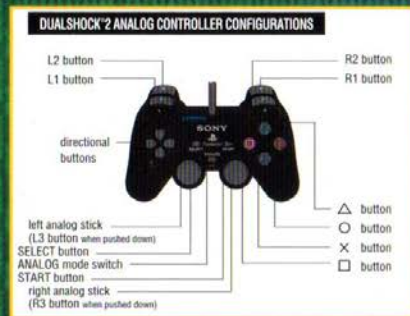 DUALSHOCK™2 ANALOG CONTROLLER CONFIGURATIONS
L2 button
L1 button
R2 button
R1 button
SONY
directional
buttons
left analog stick
(L3 button when pushed down)
SELECT button
ANALOG mode switch
START button
right analog stick
(R3 button when pushed down)
△ button
○ button
✕ button
□ button